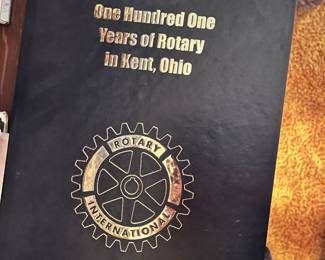 One Hundred One
Years of Rotary
in Kent, Ohio
ROTARY
INTERNATIONAL